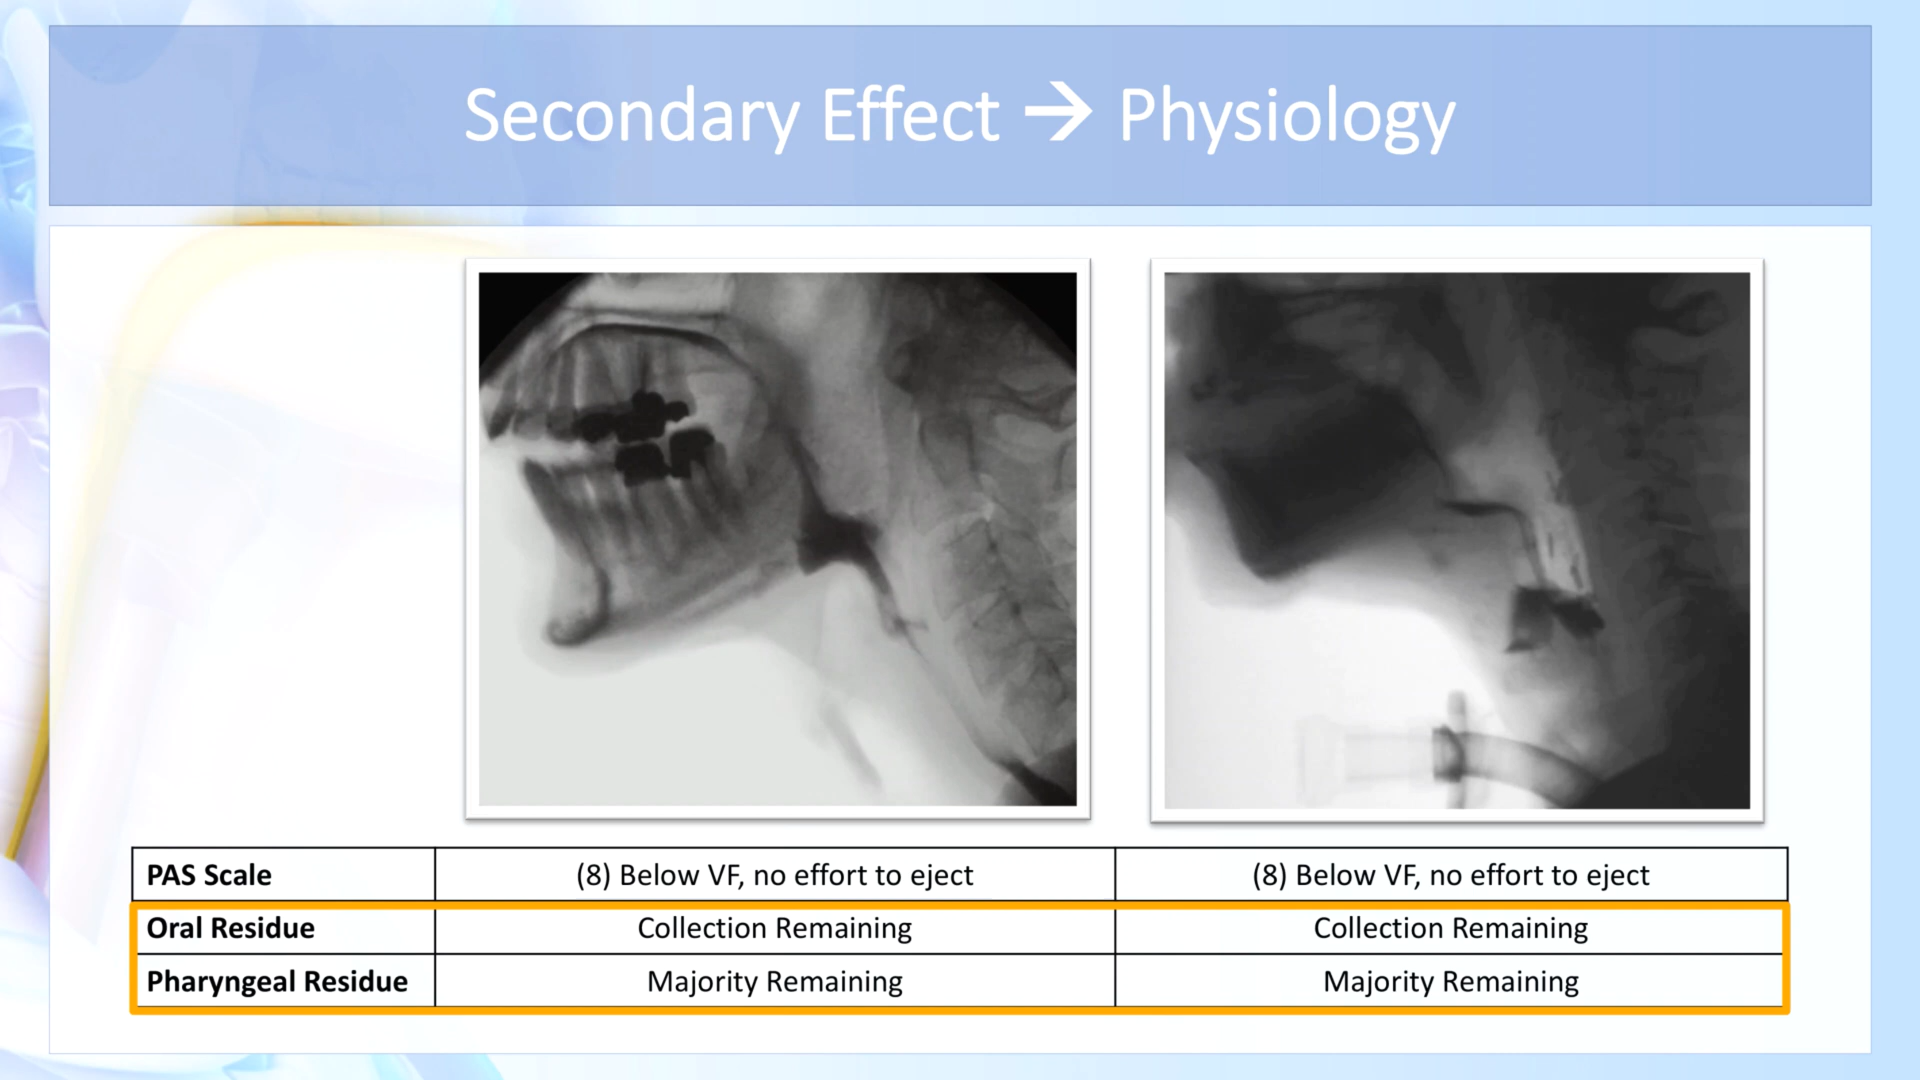 Secondary Effect → Physiology
PAS Scale (8) Below VF, no effort to eject (8) Below VF, no effort to eject
Oral Residue Collection Remaining Collection Remaining
Pharyngeal Residue Majority Remaining Majority Remaining